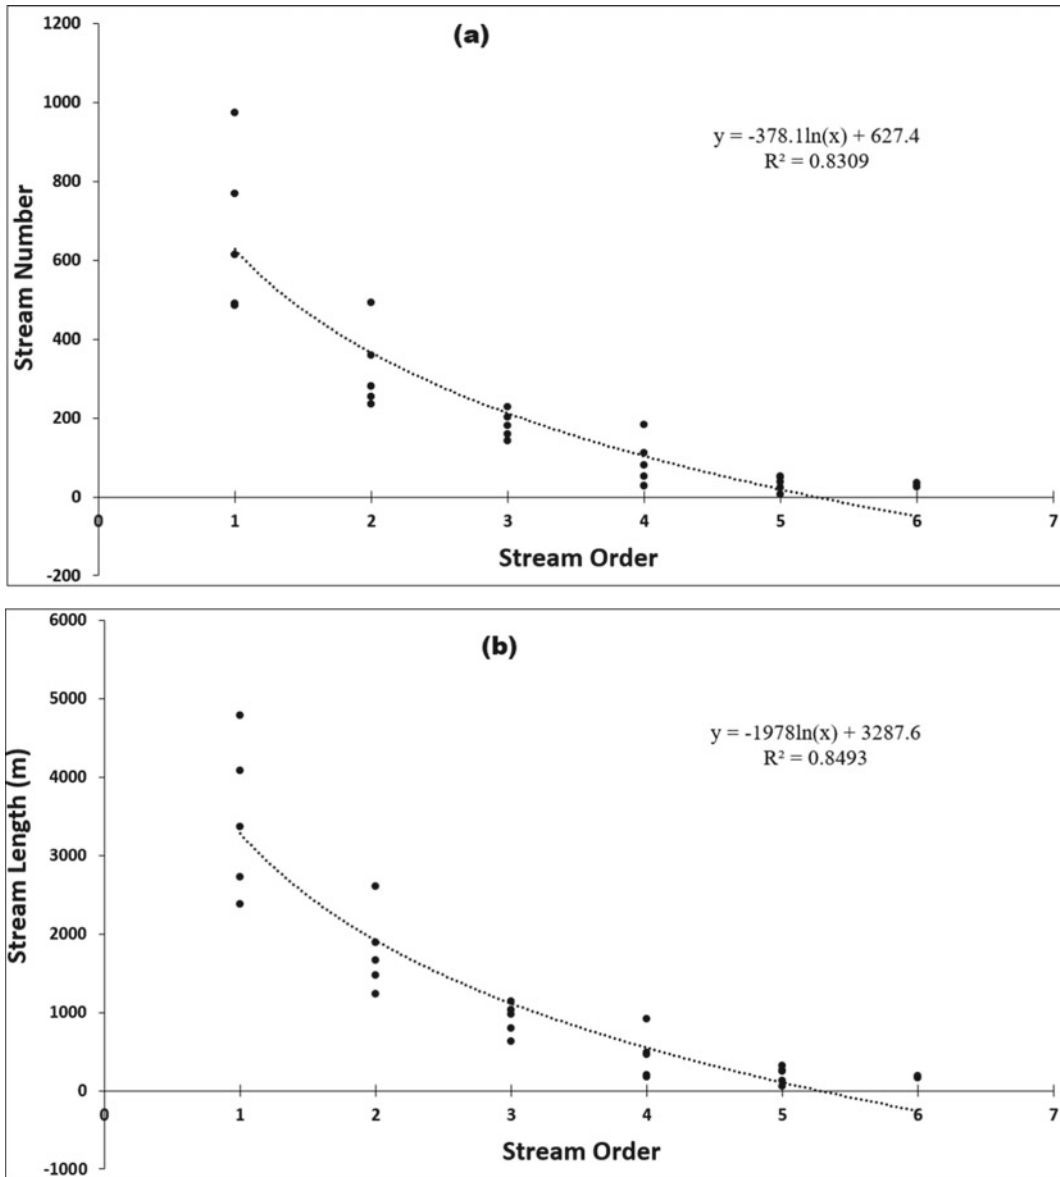 (a)
1200
1000
800
600
400
200
0
-200
Stream Number
y = -378.1ln(x) + 627.4
R² = 0.8309
0 1 2 3 4 5 6 7
Stream Order
(b)
6000
5000
4000
3000
2000
1000
0
-1000
Stream Length (m)
y = -1978ln(x) + 3287.6
R² = 0.8493
0 1 2 3 4 5 6 7
Stream Order